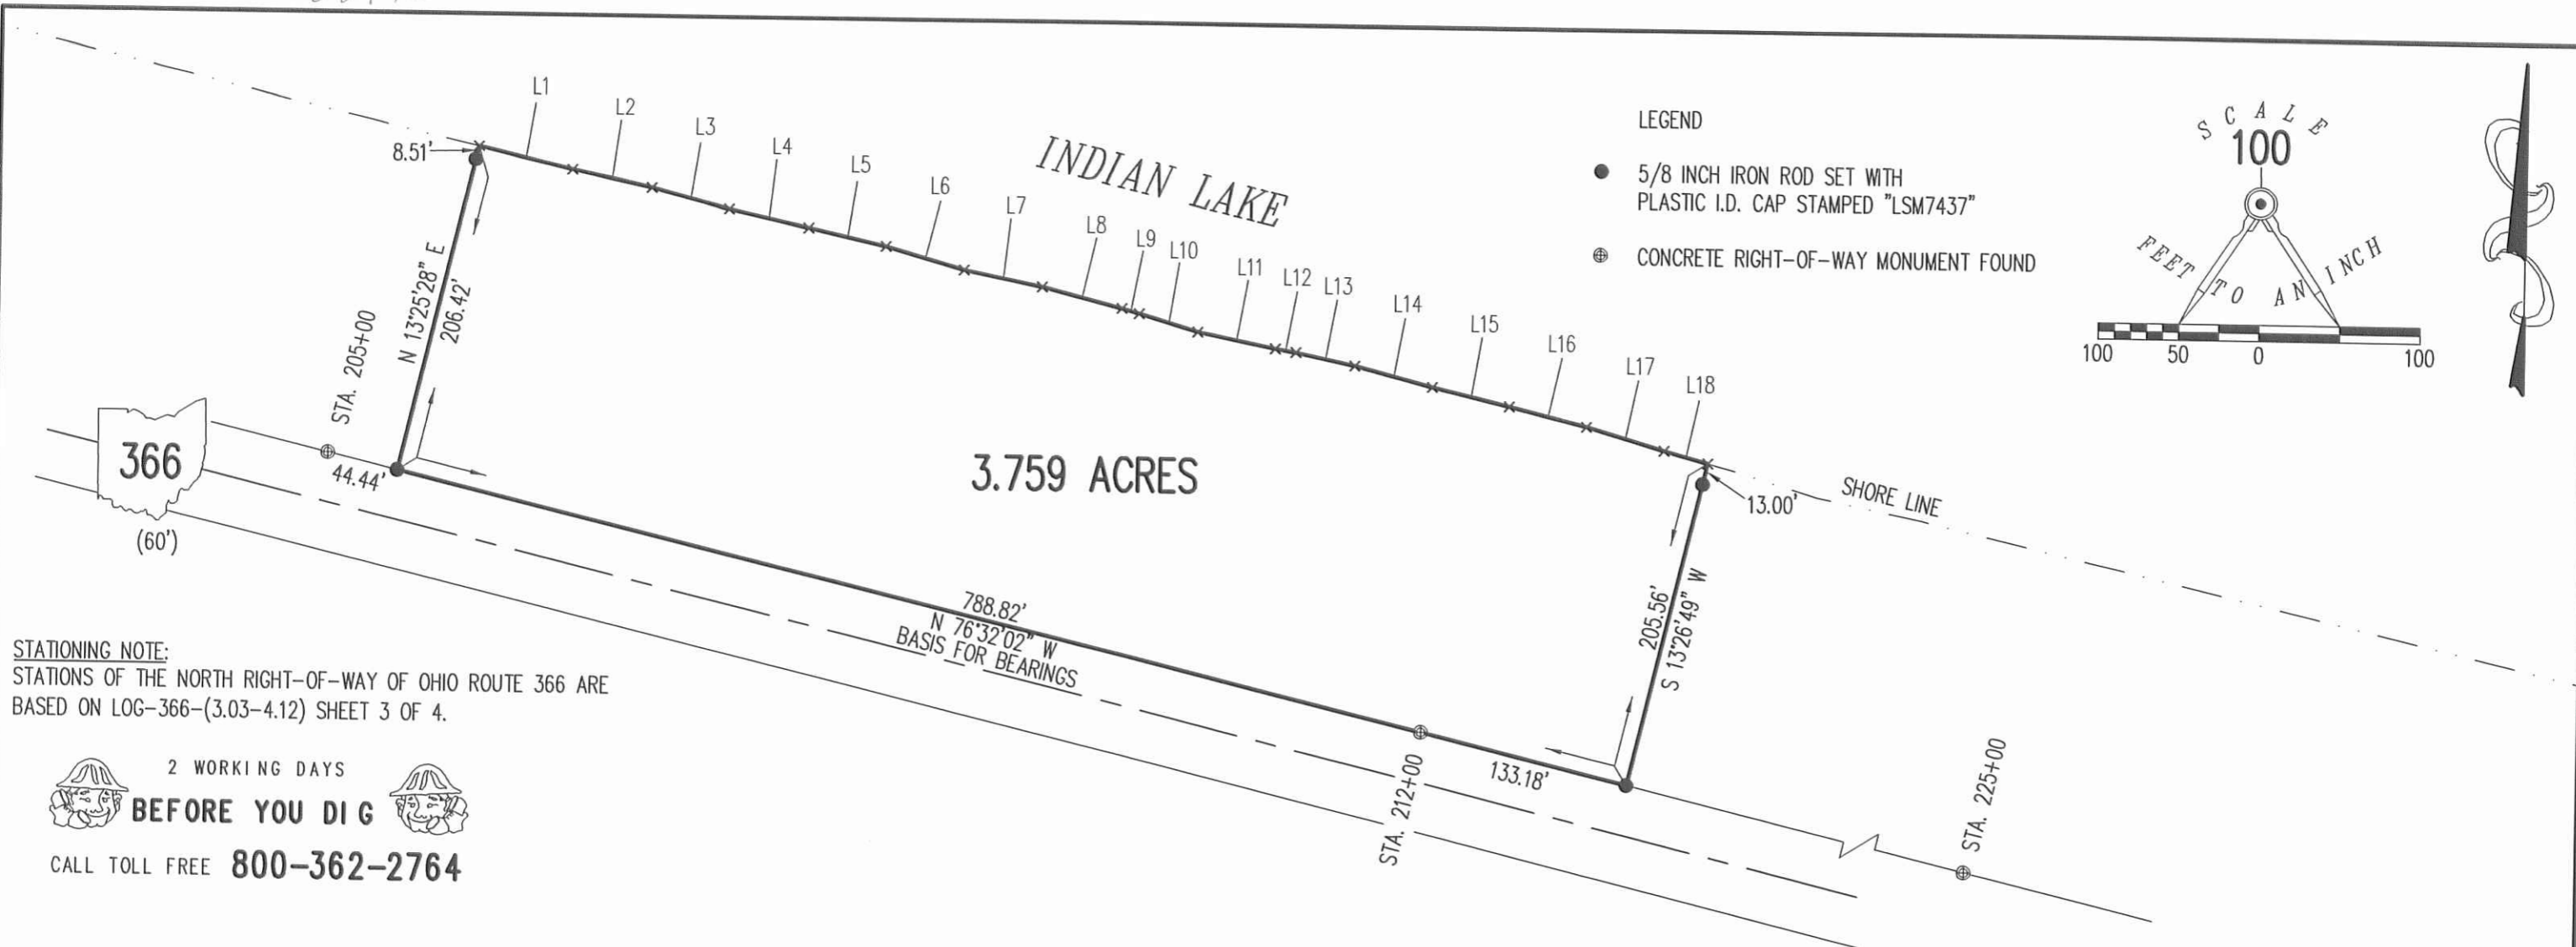 L1
L2
L3
L4
L5
L6
L7
L8
L9
L10
L11
L12
L13
L14
L15
L16
L17
L18
INDIAN LAKE
8.51'
N 13°25'28" E
206.42'
STA. 205+00
366
(60')
44.44'
3.759 ACRES
788.82'
N 76°32'02" W
BASIS FOR BEARINGS
STA. 212+00
133.18'
205.56'
S 13°26'49" W
13.00'
SHORE LINE
STA. 225+00
LEGEND
5/8 INCH IRON ROD SET WITH
PLASTIC I.D. CAP STAMPED "LSM7437"
CONCRETE RIGHT-OF-WAY MONUMENT FOUND
SCALE
100
FEET TO AN INCH
100 50 0 100
STATIONING NOTE:
STATIONS OF THE NORTH RIGHT-OF-WAY OF OHIO ROUTE 366 ARE
BASED ON LOG-366-(3.03-4.12) SHEET 3 OF 4.
2 WORKING DAYS
BEFORE YOU DIG
CALL TOLL FREE 800-362-2764